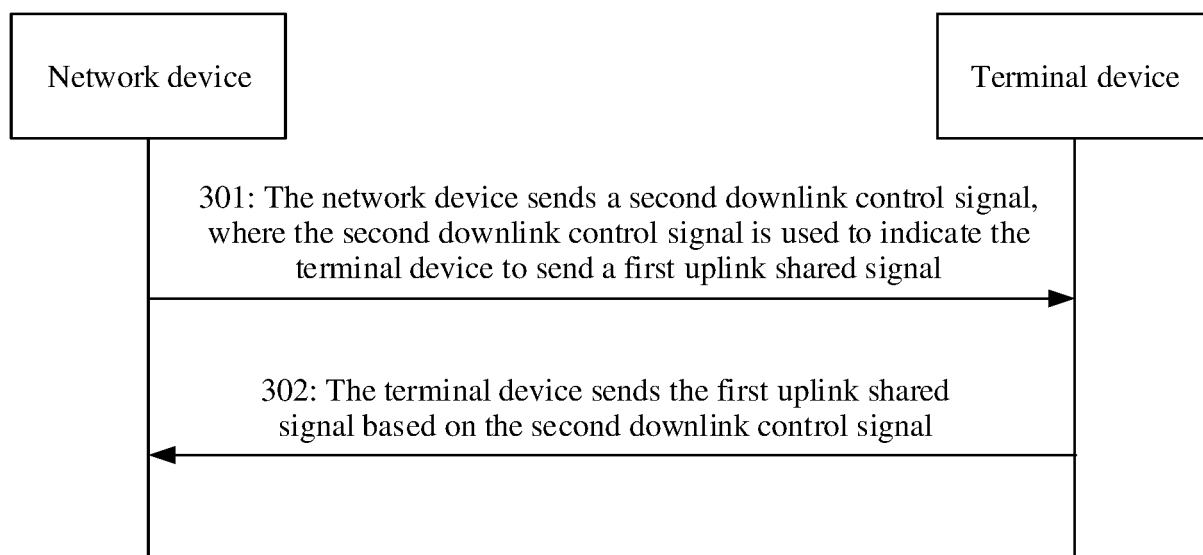 Network device
Terminal device
301: The network device sends a second downlink control signal,
where the second downlink control signal is used to indicate the
terminal device to send a first uplink shared signal
302: The terminal device sends the first uplink shared
signal based on the second downlink control signal